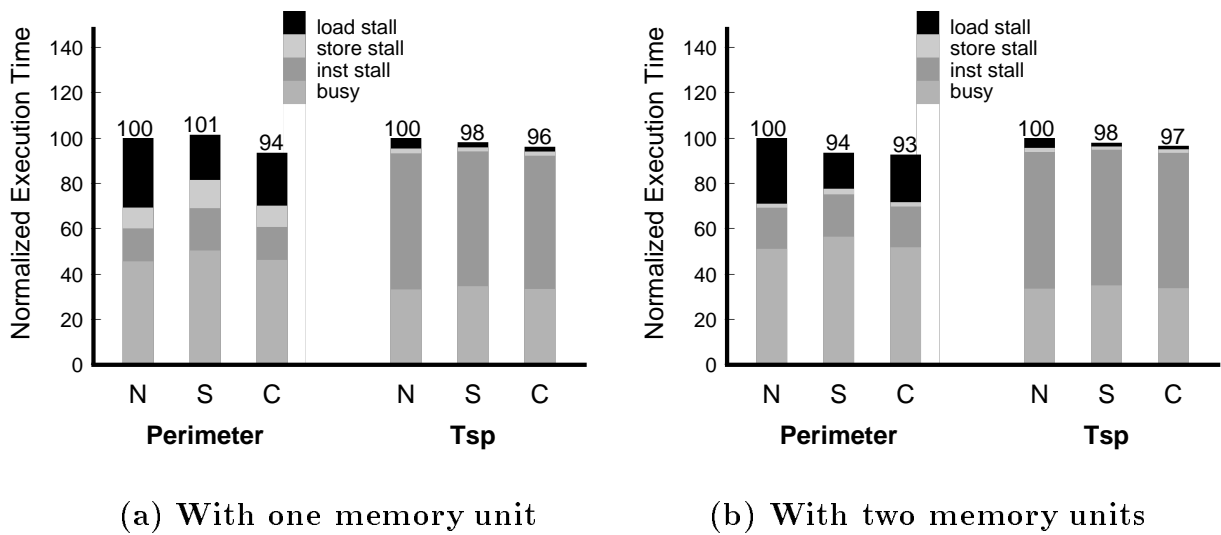 load stall
store stall
inst stall
busy
Normalized Execution Time
140
120
100
80
60
40
20
0
100
101
94
100
98
96
N
S
C
N
S
C
Perimeter
Tsp
(a) With one memory unit
load stall
store stall
inst stall
busy
Normalized Execution Time
140
120
100
80
60
40
20
0
100
94
93
100
98
97
N
S
C
N
S
C
Perimeter
Tsp
(b) With two memory units